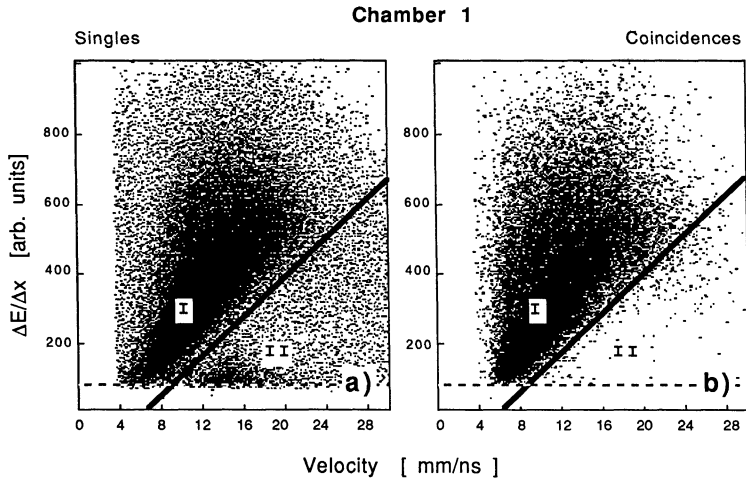 Chamber 1
Singles
Coincidences
ΔE/Δx [arb. units]
800
600
400
200
I
II
a)
0 4 8 12 16 20 24 28
800
600
400
200
I
II
b)
0 4 8 12 16 20 24 28
Velocity [ mm/ns ]